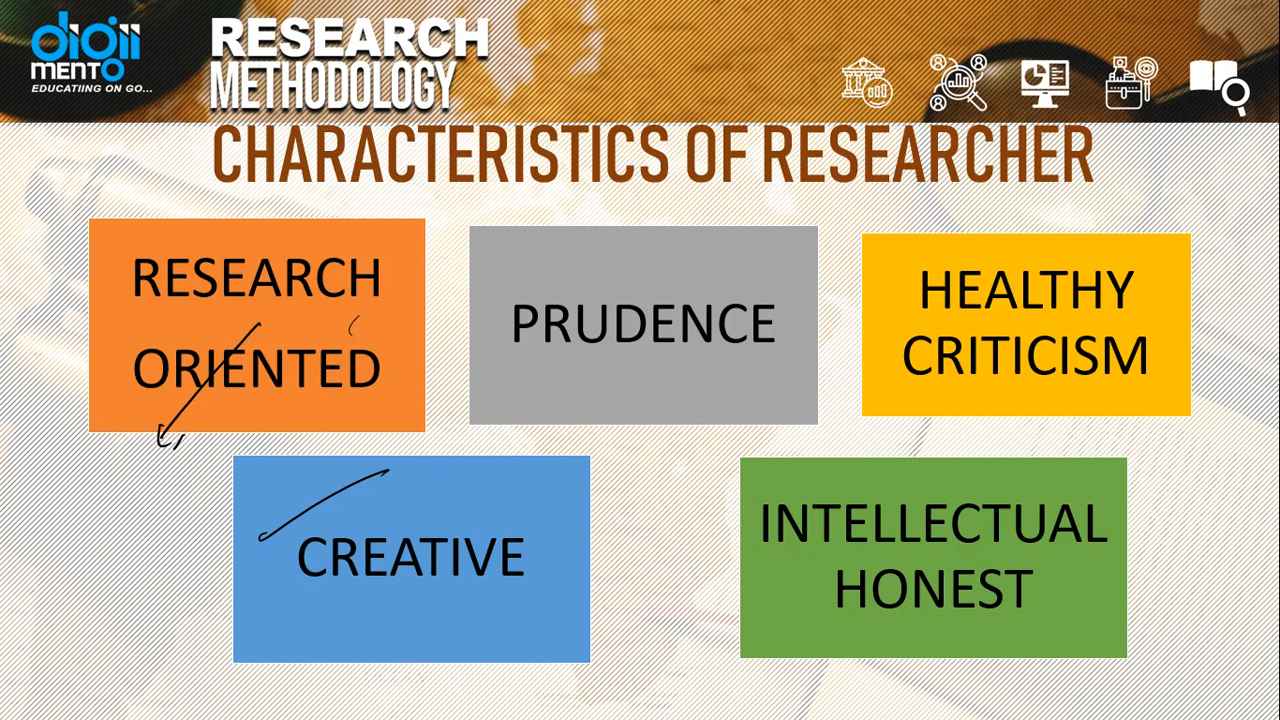 digii
MENTO
EDUCATIING ON GO...
RESEARCH
METHODOLOGY
CHARACTERISTICS OF RESEARCHER
RESEARCH
ORIENTED
PRUDENCE
HEALTHY
CRITICISM
CREATIVE
INTELLECTUAL
HONEST